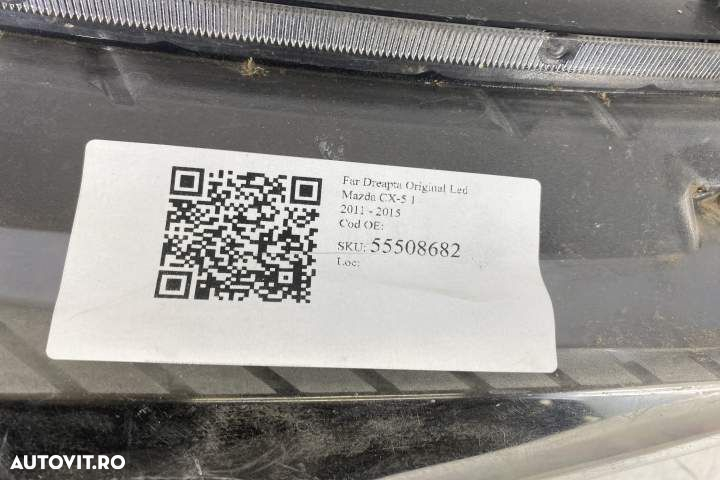 Far Dreapta Original Led
Mazda CX-5 1
2011 - 2015
Cod OE:
SKU: 55508682
Loc:
AUTOVIT.RO